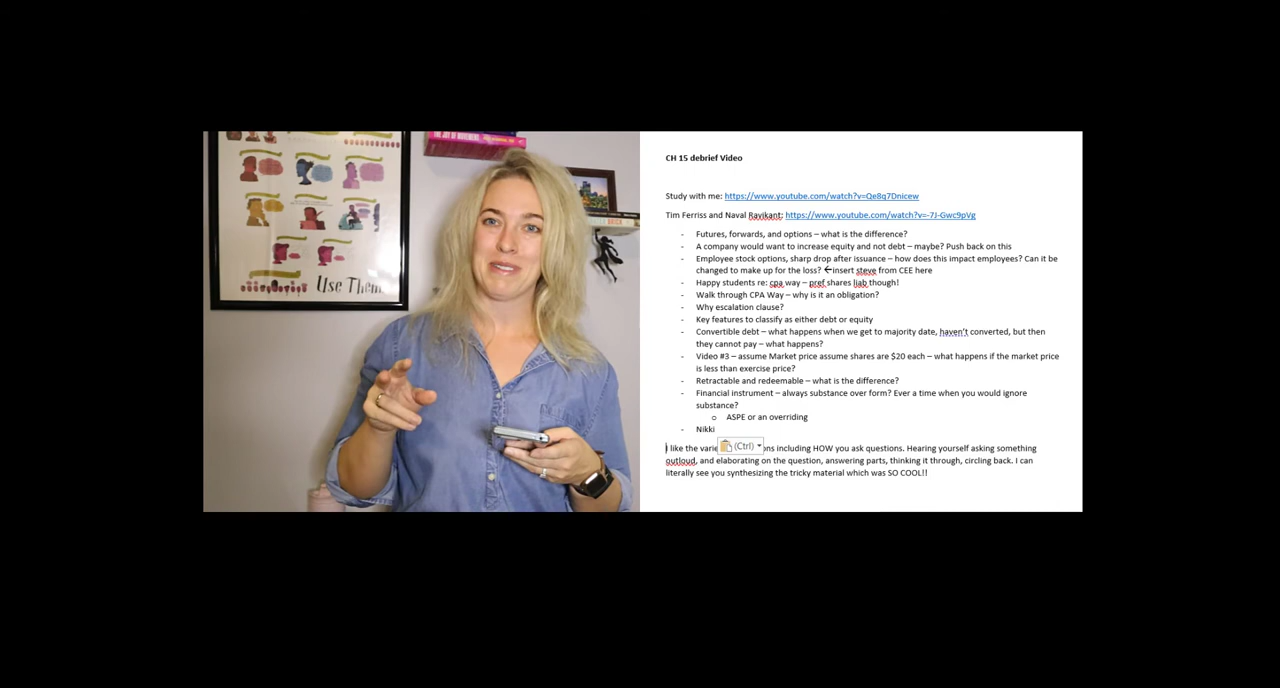 Use Them
CH 15 debrief Video
Study with me: https://www.youtube.com/watch?v=Qe8q7Dnicew
Tim Ferriss and Naval Ravikant: https://www.youtube.com/watch?v=-7J-Gwc9pVg
- Futures, forwards, and options – what is the difference?
- A company would want to increase equity and not debt – maybe? Push back on this
- Employee stock options, sharp drop after issuance – how does this impact employees? Can it be
changed to make up for the loss? ←insert steve from CEE here
- Happy students re: cpa way – pref shares liab though!
- Walk through CPA Way – why is it an obligation?
- Why escalation clause?
- Key features to classify as either debt or equity
- Convertible debt – what happens when we get to majority date, haven't converted, but then
they cannot pay – what happens?
- Video #3 – assume Market price assume shares are $20 each – what happens if the market price
is less than exercise price?
- Retractable and redeemable – what is the difference?
- Financial instrument – always substance over form? Ever a time when you would ignore
substance?
o ASPE or an overriding
- Nikki
(Ctrl)
I like the varie ons including HOW you ask questions. Hearing yourself asking something
outloud, and elaborating on the question, answering parts, thinking it through, circling back. I can
literally see you synthesizing the tricky material which was SO COOL!!